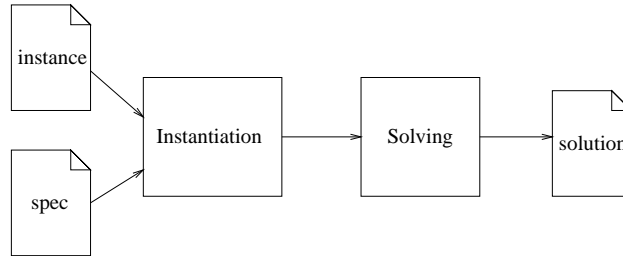 instance
spec
Instantiation
Solving
solution